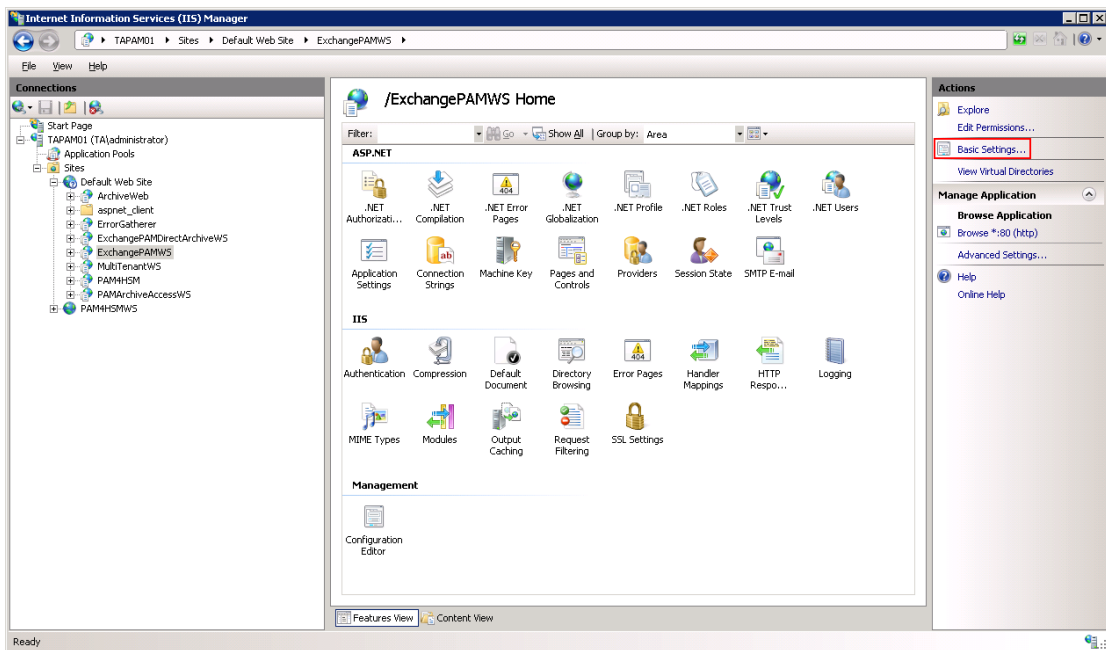 Internet Information Services (IIS) Manager
TAPAM01 Sites Default Web Site ExchangePAMWS
File View Help
Connections
Start Page
TAPAM01 (TA\administrator)
Application Pools
Sites
Default Web Site
ArchiveWeb
aspnet_client
ErrorGatherer
ExchangePAMDirectArchiveWS
ExchangePAMWS
MultiTenantWS
PAM4HSM
PAMArchiveAccessWS
PAM4HSMWS
/ExchangePAMWS Home
Filter: Go Show All Group by: Area
ASP.NET
.NET Authorizati...
.NET Compilation
.NET Error Pages
.NET Globalization
.NET Profile
.NET Roles
.NET Trust Levels
.NET Users
Application Settings
Connection Strings
Machine Key
Pages and Controls
Providers
Session State
SMTP E-mail
IIS
Authentication
Compression
Default Document
Directory Browsing
Error Pages
Handler Mappings
HTTP Respo...
Logging
MIME Types
Modules
Output Caching
Request Filtering
SSL Settings
Management
Configuration Editor
Features View Content View
Actions
Explore
Edit Permissions...
Basic Settings...
View Virtual Directories
Manage Application
Browse Application
Browse *:80 (http)
Advanced Settings...
Help
Online Help
Ready